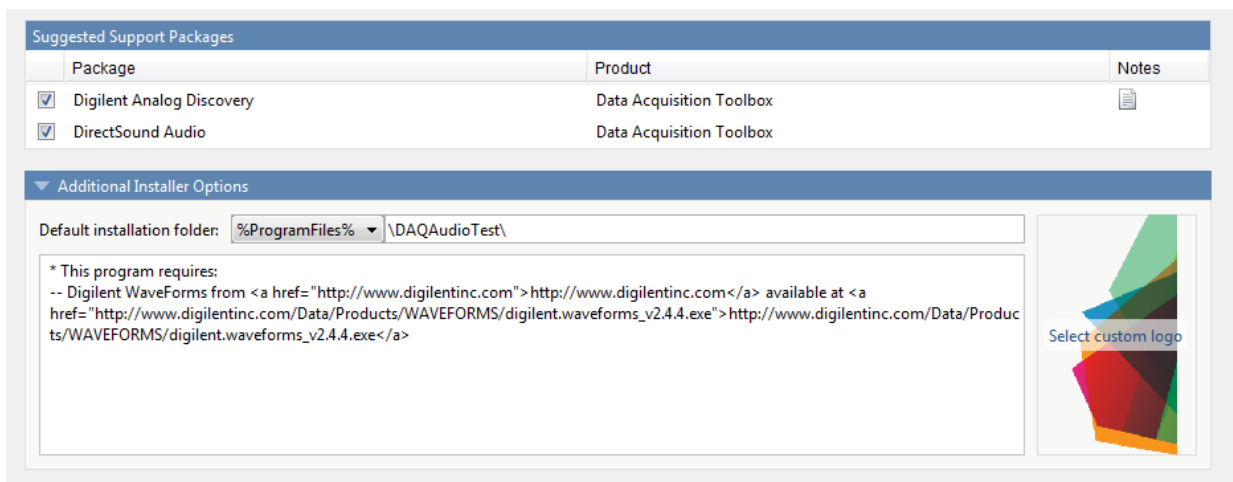 Suggested Support Packages
Package Product Notes
Digilent Analog Discovery Data Acquisition Toolbox
DirectSound Audio Data Acquisition Toolbox
Additional Installer Options
Default installation folder: %ProgramFiles% \DAQAudioTest\
* This program requires:
-- Digilent WaveForms from <a href="http://www.digilentinc.com">http://www.digilentinc.com</a> available at <a
href="http://www.digilentinc.com/Data/Products/WAVEFORMS/digilent.waveforms_v2.4.4.exe">http://www.digilentinc.com/Data/Produc
ts/WAVEFORMS/digilent.waveforms_v2.4.4.exe</a>
Select custom logo